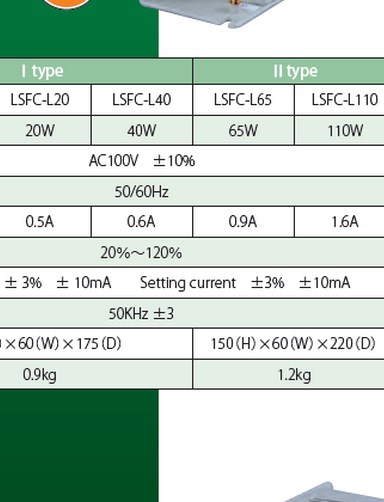 I type II type
LSFC-L20 LSFC-L40 LSFC-L65 LSFC-L110
20W 40W 65W 110W
AC100V ±10%
50/60Hz
0.5A 0.6A 0.9A 1.6A
20%～120%
± 3% ± 10mA Setting current ±3% ±10mA
50KHz ±3
×60(W)×175(D) 150(H)×60(W)×220(D)
0.9kg 1.2kg